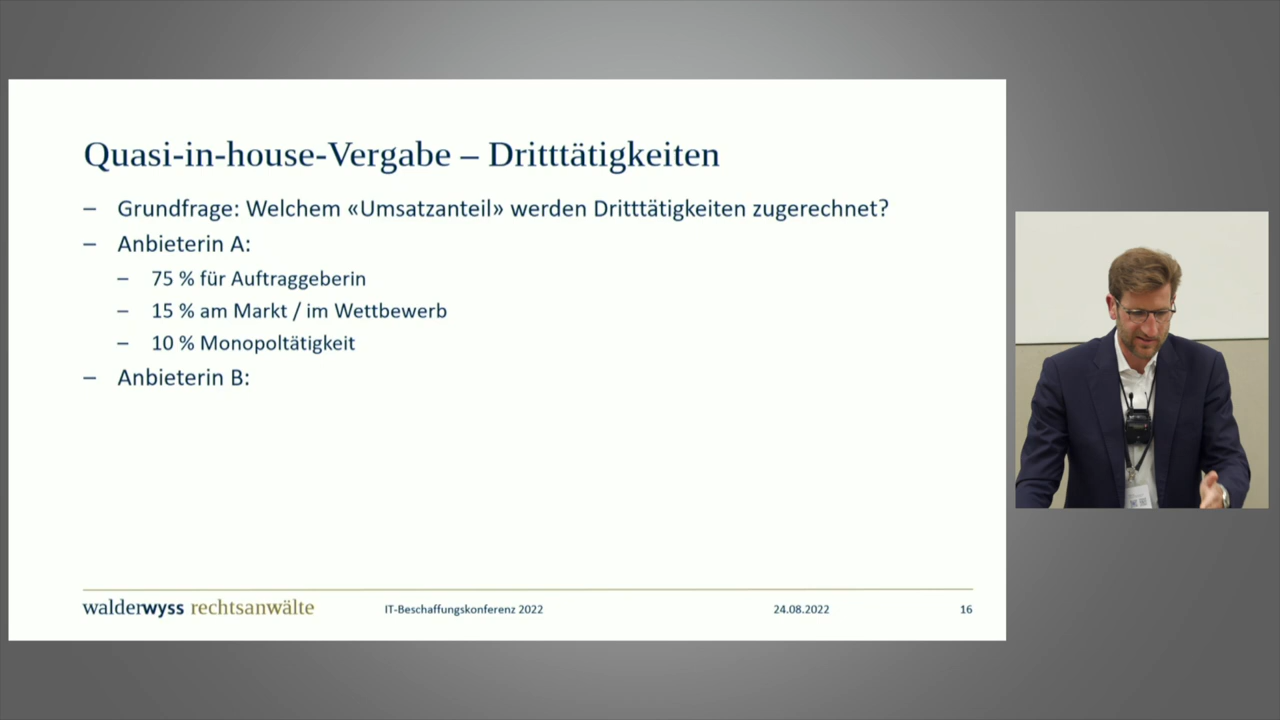 Quasi-in-house-Vergabe – Dritttätigkeiten
– Grundfrage: Welchem «Umsatzanteil» werden Dritttätigkeiten zugerechnet?
– Anbieterin A:
– 75 % für Auftraggeberin
– 15 % am Markt / im Wettbewerb
– 10 % Monopoltätigkeit
– Anbieterin B:
walderwyss rechtsanwälte IT-Beschaffungskonferenz 2022 24.08.2022 16